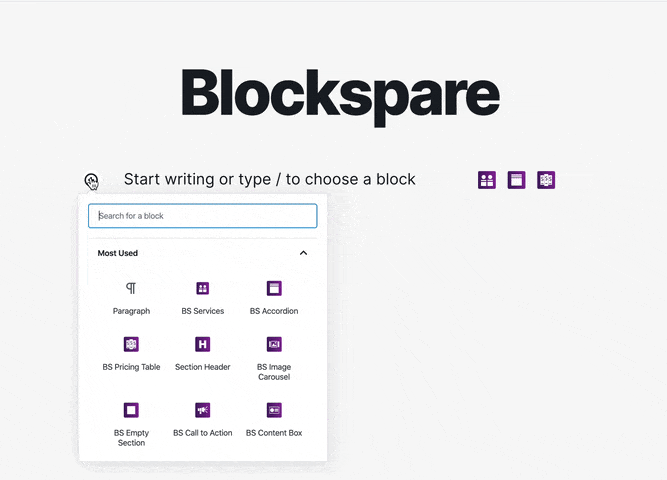 Blockspare
Start writing or type / to choose a block
Search for a block
Most Used
Paragraph
BS Services
BS Accordion
BS Pricing Table
Section Header
BS Image
Carousel
BS Empty
Section
BS Call to Action
BS Content Box